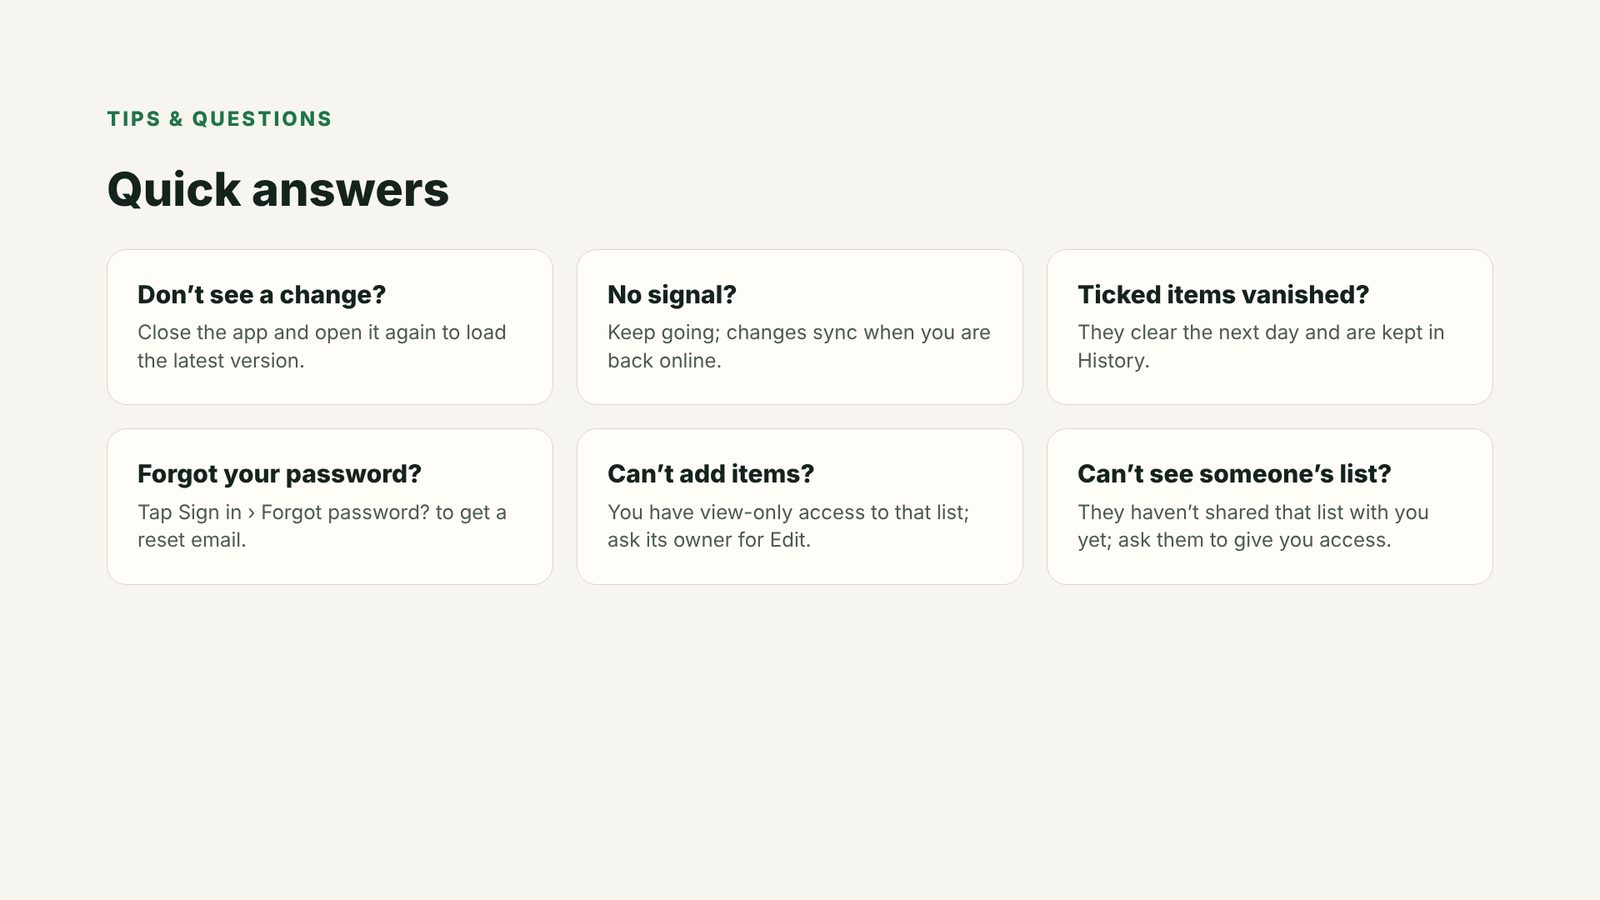 TIPS & QUESTIONS
Quick answers
Don’t see a change?
Close the app and open it again to load
the latest version.
No signal?
Keep going; changes sync when you are
back online.
Ticked items vanished?
They clear the next day and are kept in
History.
Forgot your password?
Tap Sign in › Forgot password? to get a
reset email.
Can’t add items?
You have view-only access to that list;
ask its owner for Edit.
Can’t see someone’s list?
They haven’t shared that list with you
yet; ask them to give you access.